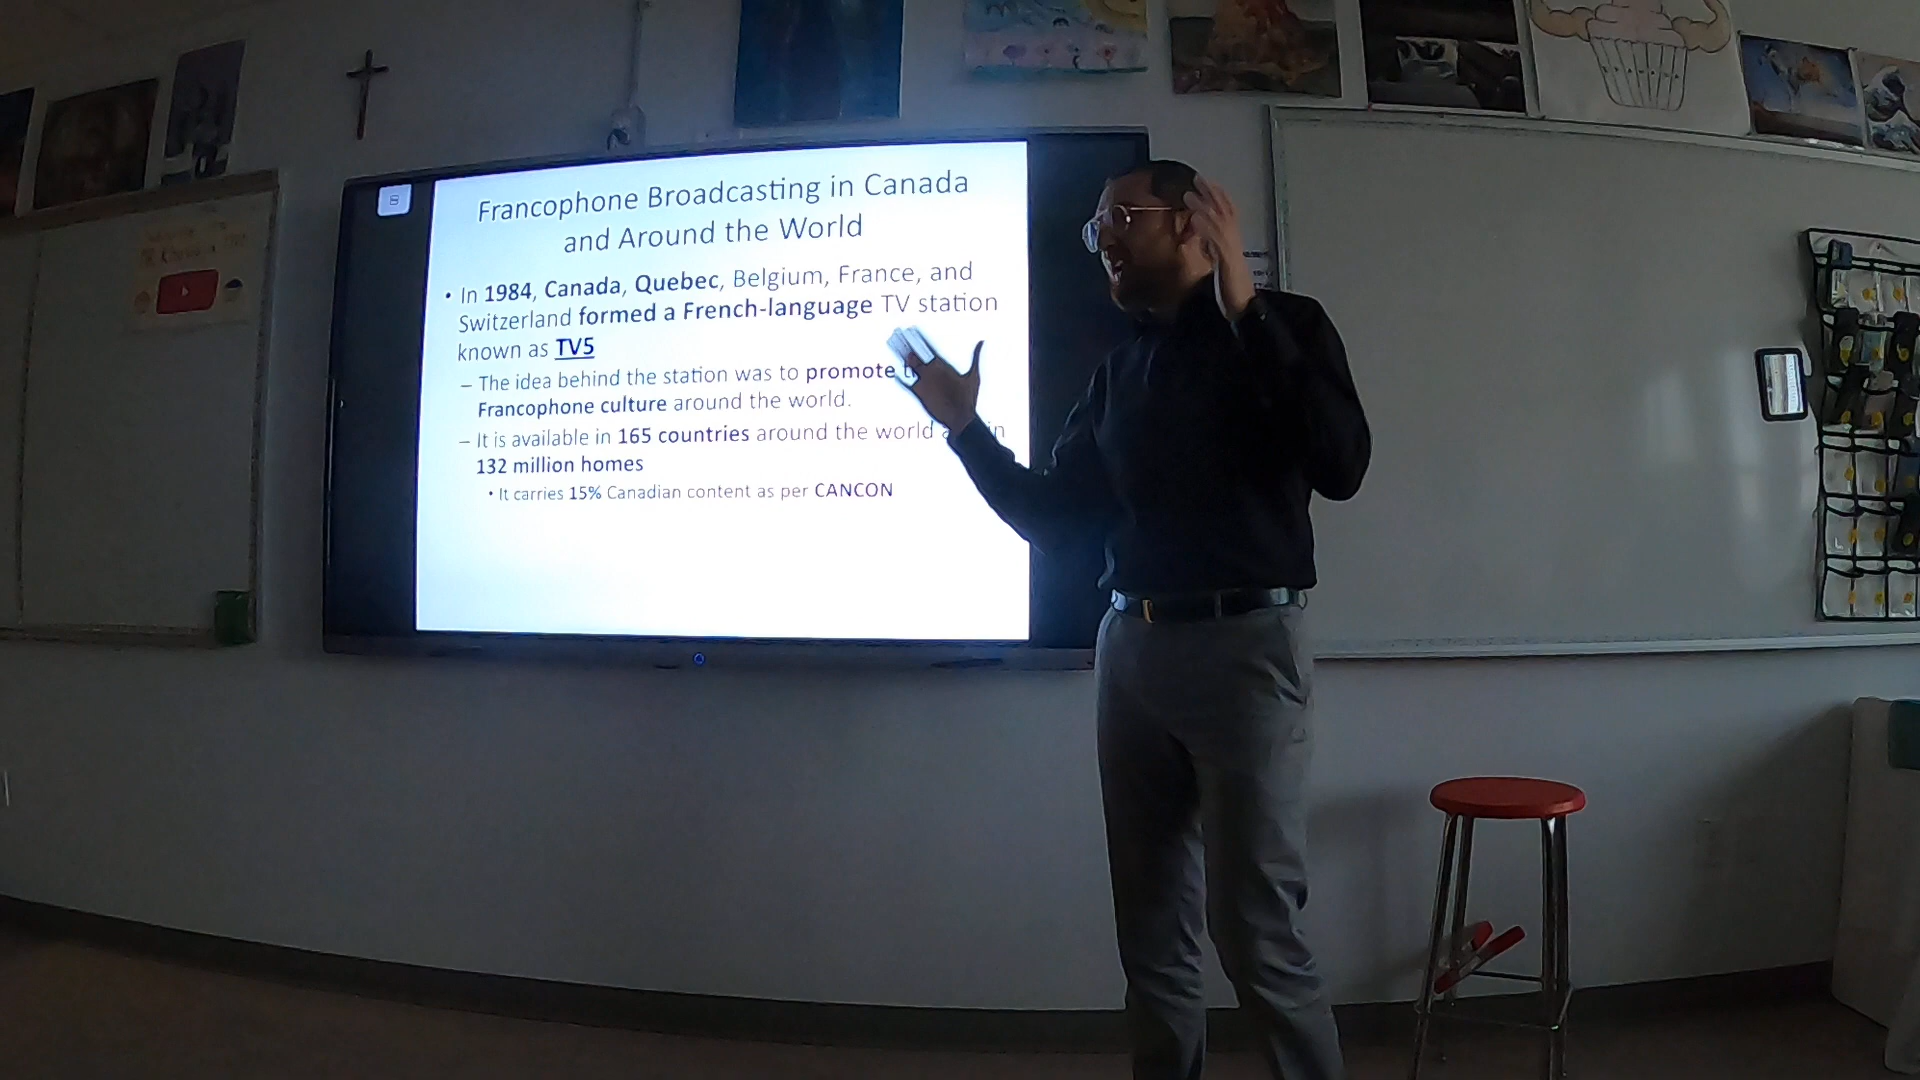 Francophone Broadcasting in Canada
and Around the World
• In 1984, Canada, Quebec, Belgium, France, and
Switzerland formed a French-language TV station
known as TV5
– The idea behind the station was to promote
Francophone culture around the world.
– It is available in 165 countries around the world
132 million homes
• It carries 15% Canadian content as per CANCON